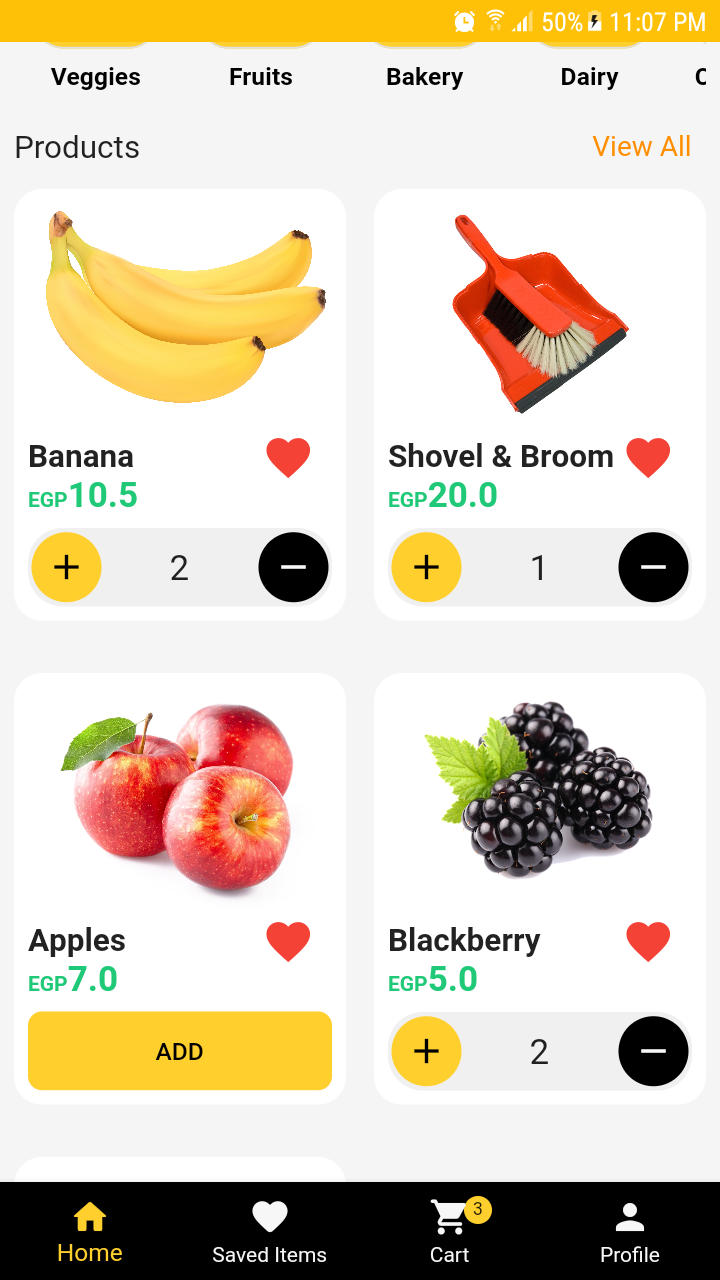 50% 11:07 PM
Veggies Fruits Bakery Dairy
Products View All
Banana
EGP10.5
+ 2 −
Shovel & Broom
EGP20.0
+ 1 −
Apples
EGP7.0
ADD
Blackberry
EGP5.0
+ 2 −
3
Home Saved Items Cart Profile